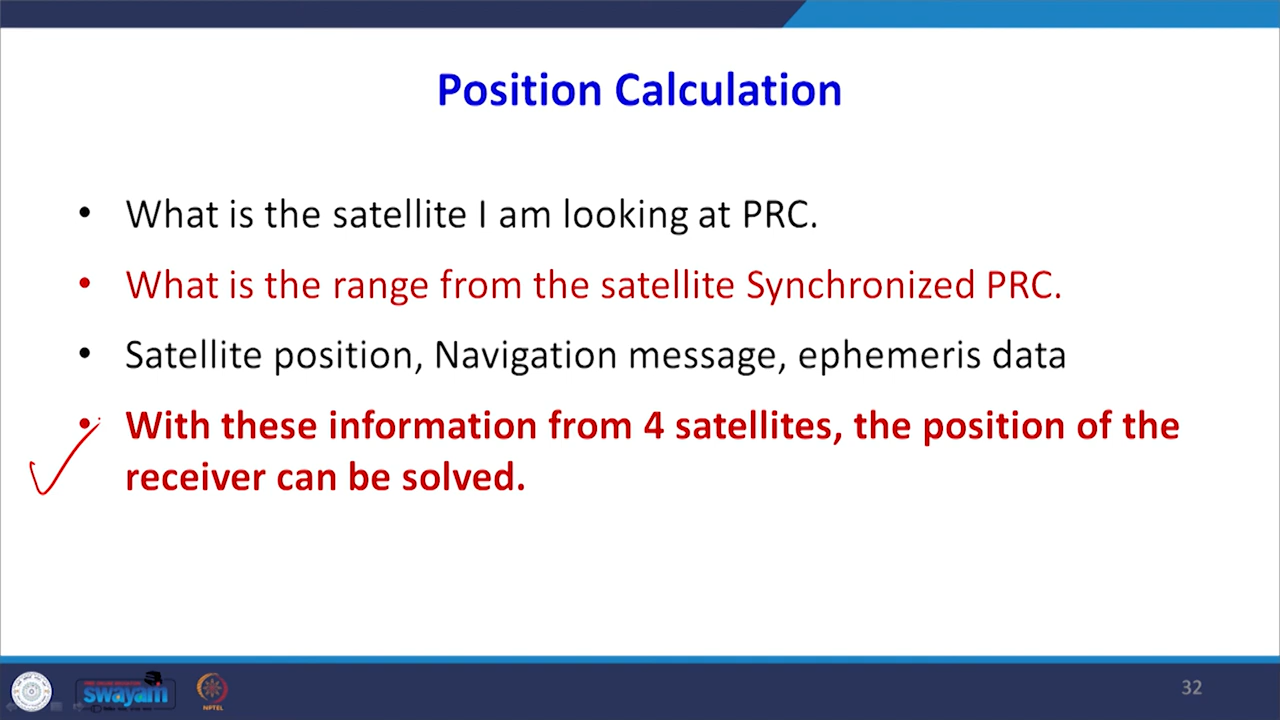 Position Calculation
• What is the satellite I am looking at PRC.
• What is the range from the satellite Synchronized PRC.
• Satellite position, Navigation message, ephemeris data
• With these information from 4 satellites, the position of the
receiver can be solved.
swayam
NPTEL
32